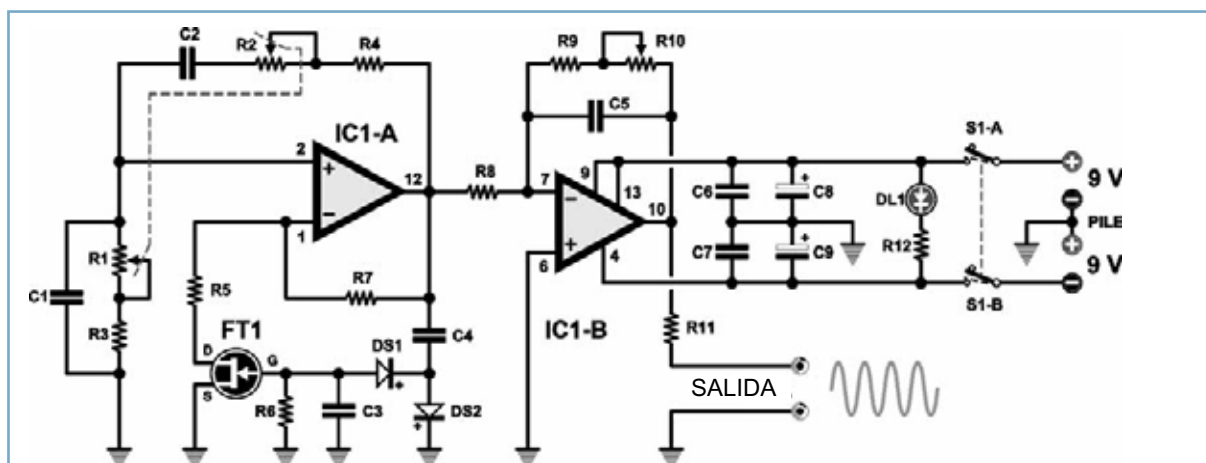 C2
R2
R4
R9
R10
C5
IC1-A
2
+
12
−
1
R8
7
−
9
13
10
+
6
4
IC1-B
S1-A
+
9 V
C6
+
C8
DL1
PILE
C7
+
C9
R12
+
9 V
S1-B
C1
R1
R3
R5
R7
FT1
D
G
S
R6
C3
DS1
+
C4
DS2
+
R11
SALIDA